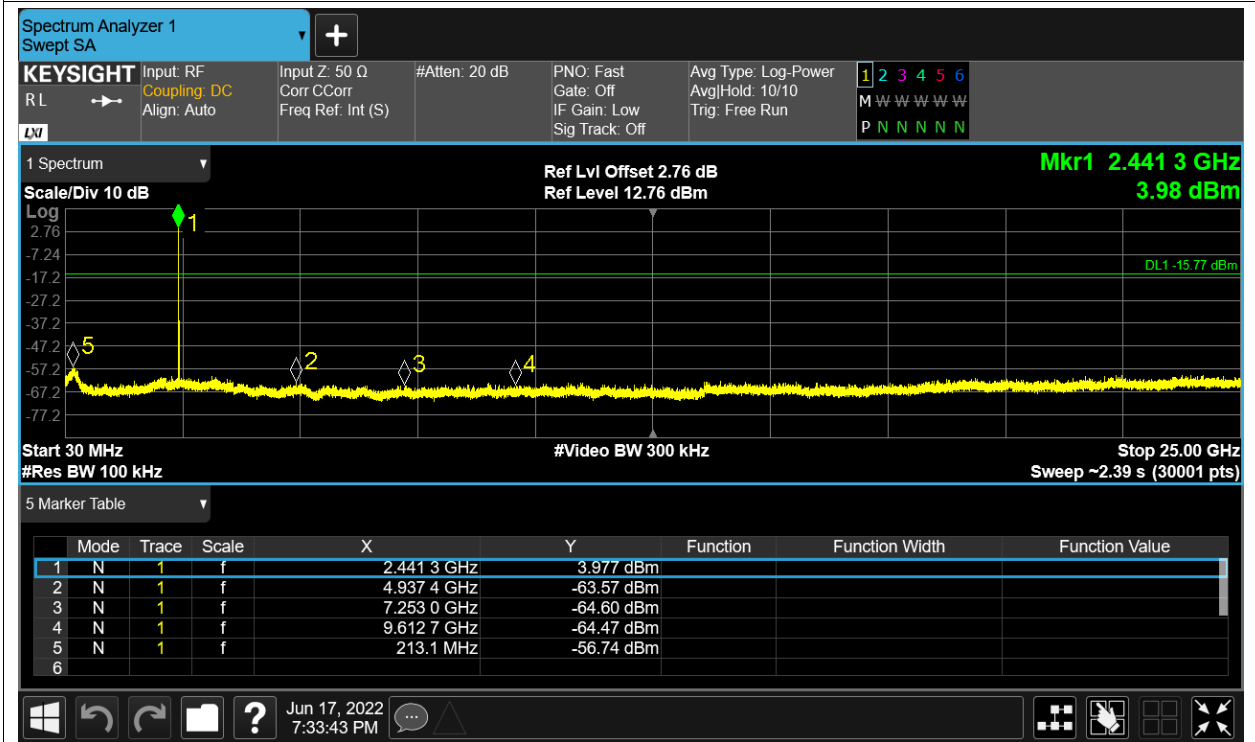 Spectrum Analyzer 1
Swept SA
+
KEYSIGHT Input: RF Input Z: 50 Ω #Atten: 20 dB PNO: Fast Avg Type: Log-Power 1 2 3 4 5 6
R L Coupling: DC Corr CCorr Gate: Off Avg|Hold: 10/10 M W W W W W
Align: Auto Freq Ref: Int (S) IF Gain: Low Trig: Free Run
LXI Sig Track: Off P N N N N N
1 Spectrum Ref Lvl Offset 2.76 dB Mkr1 2.441 3 GHz
Scale/Div 10 dB Ref Level 12.76 dBm 3.98 dBm
Log
1
2.76
-7.24
DL1 -15.77 dBm
-17.2
-27.2
-37.2
-47.2
5 2 3 4
-57.2
-67.2
-77.2
Start 30 MHz #Video BW 300 kHz Stop 25.00 GHz
#Res BW 100 kHz Sweep ~2.39 s (30001 pts)
5 Marker Table
Mode Trace Scale X Y Function Function Width Function Value
1 N 1 f 2.441 3 GHz 3.977 dBm
2 N 1 f 4.937 4 GHz -63.57 dBm
3 N 1 f 7.253 0 GHz -64.60 dBm
4 N 1 f 9.612 7 GHz -64.47 dBm
5 N 1 f 213.1 MHz -56.74 dBm
6
? Jun 17, 2022
7:33:43 PM